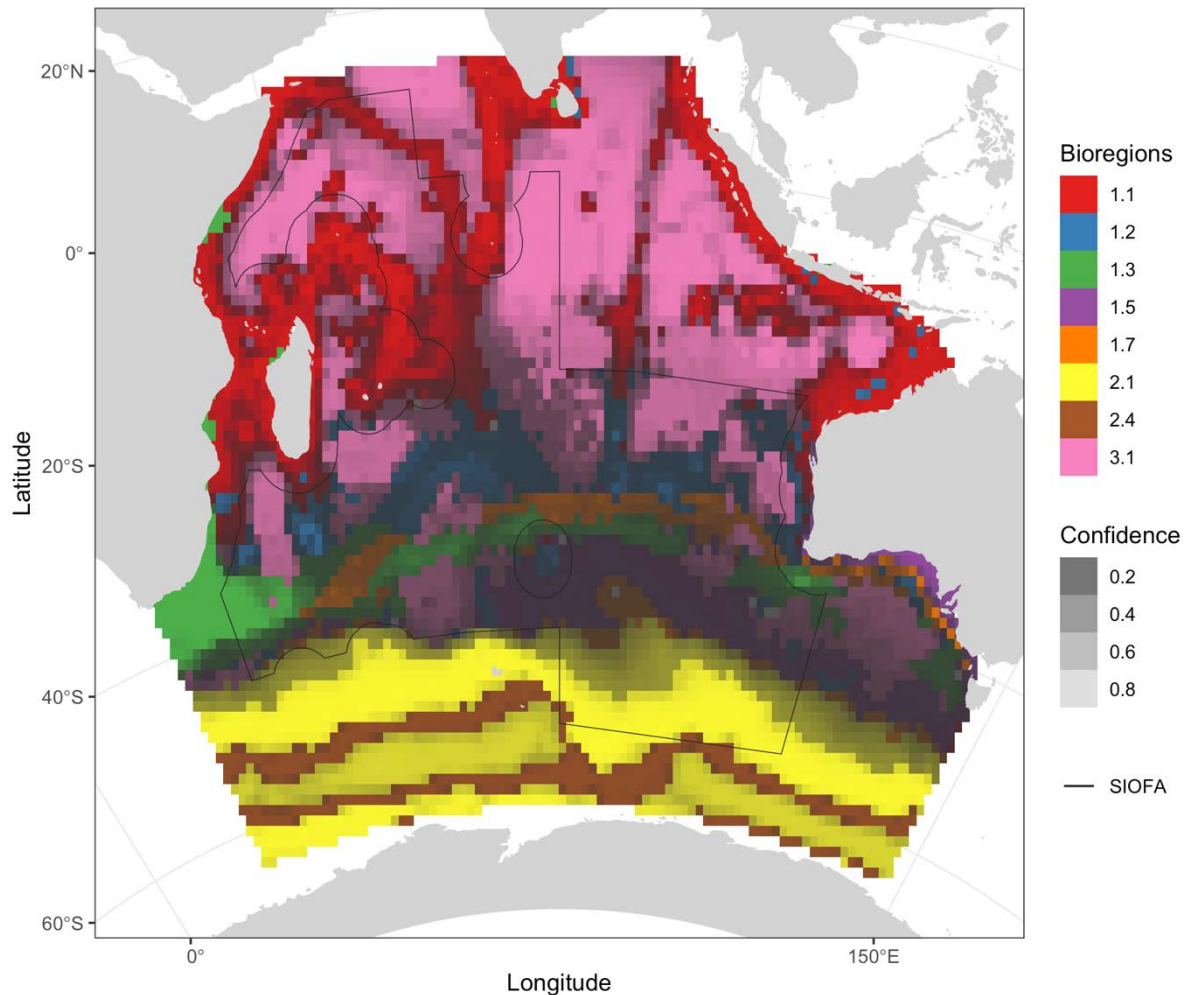 20°N
0°
20°S
40°S
60°S
Latitude
0°
150°E
Longitude
Bioregions
1.1
1.2
1.3
1.5
1.7
2.1
2.4
3.1
Confidence
0.2
0.4
0.6
0.8
SIOFA